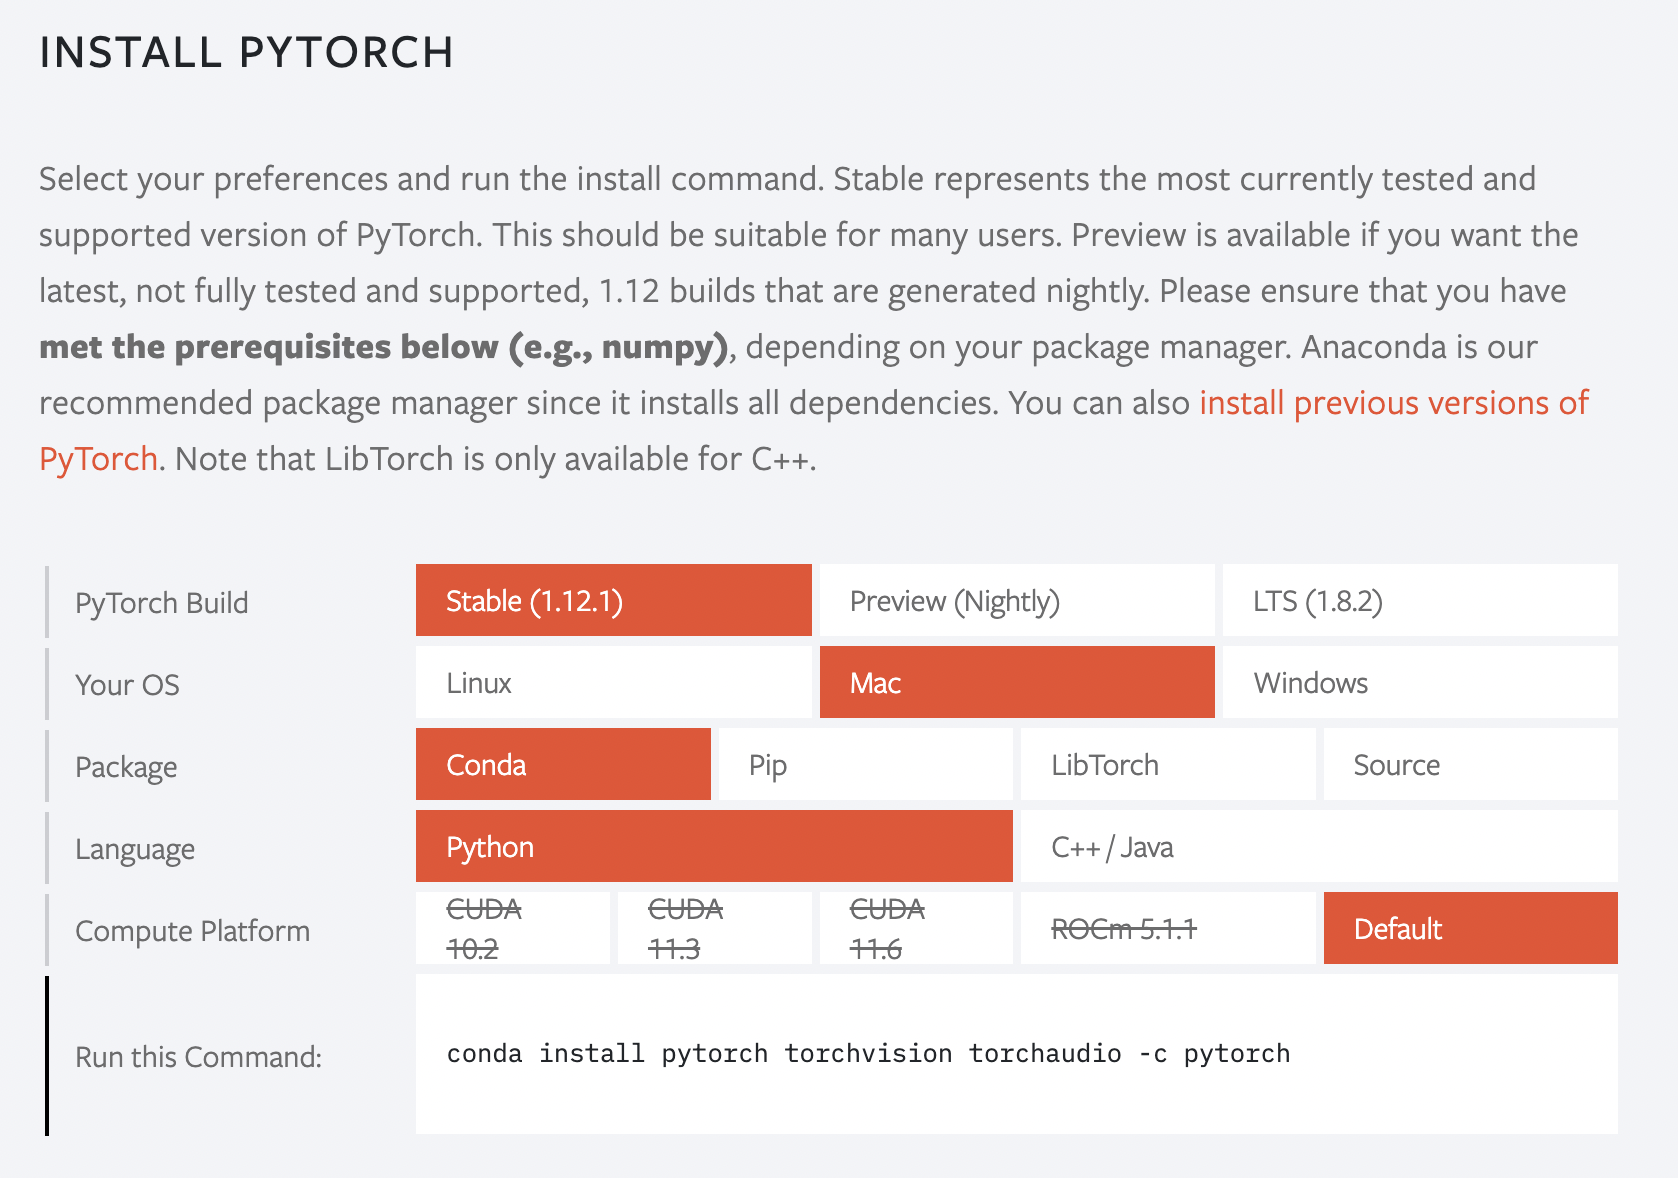 INSTALL PYTORCH
Select your preferences and run the install command. Stable represents the most currently tested and
supported version of PyTorch. This should be suitable for many users. Preview is available if you want the
latest, not fully tested and supported, 1.12 builds that are generated nightly. Please ensure that you have
met the prerequisites below (e.g., numpy), depending on your package manager. Anaconda is our
recommended package manager since it installs all dependencies. You can also install previous versions of
PyTorch. Note that LibTorch is only available for C++.
PyTorch Build Stable (1.12.1) Preview (Nightly) LTS (1.8.2)
Your OS Linux Mac Windows
Package Conda Pip LibTorch Source
Language Python C++ / Java
Compute Platform CUDA 10.2 CUDA 11.3 CUDA 11.6 ROCm 5.1.1 Default
Run this Command: conda install pytorch torchvision torchaudio -c pytorch